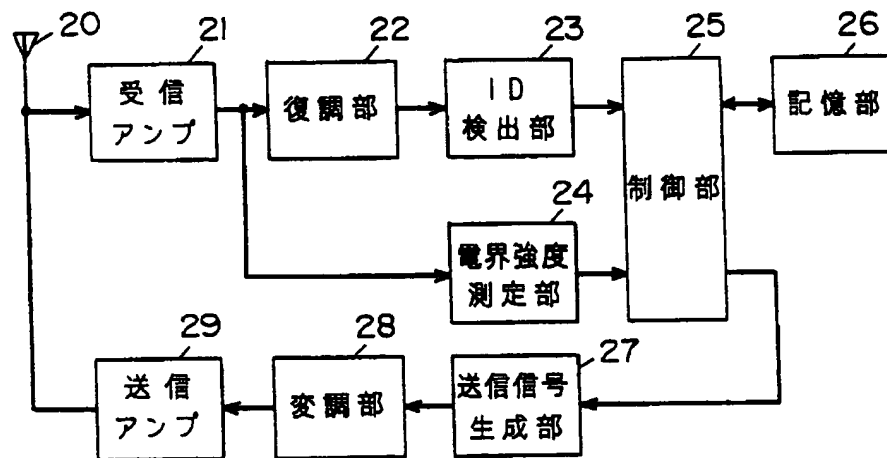 20
21
22
23
25
26
受信
アンプ
復調部
ID
検出部
制御部
記憶部
24
電界強度
測定部
29
28
27
送信
アンプ
変調部
送信信号
生成部